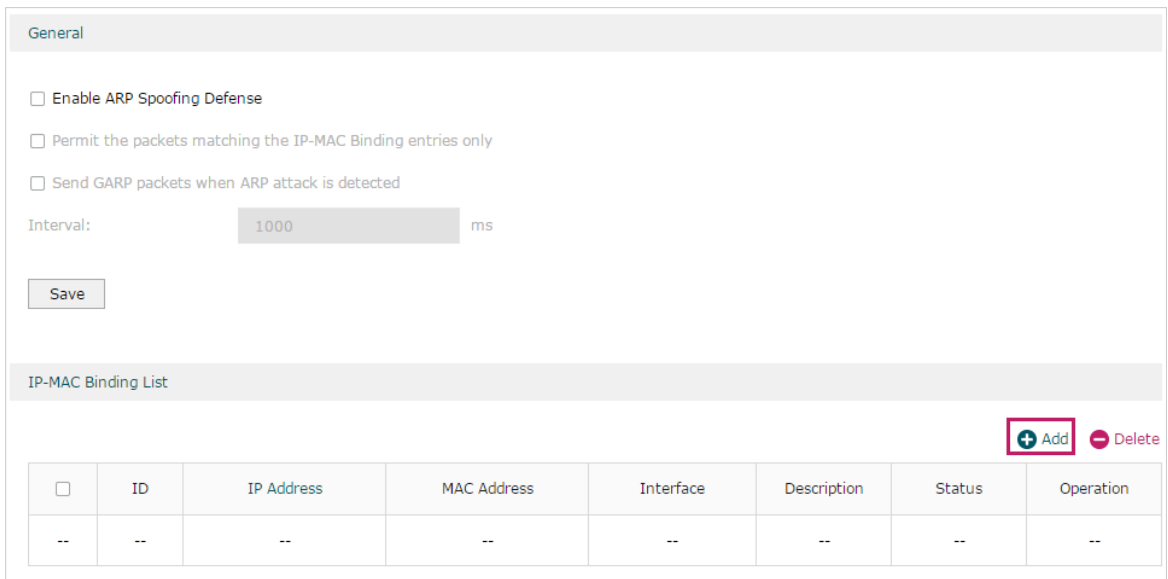 General
Enable ARP Spoofing Defense
Permit the packets matching the IP-MAC Binding entries only
Send GARP packets when ARP attack is detected
Interval: 1000 ms
Save
IP-MAC Binding List
Add Delete
ID IP Address MAC Address Interface Description Status Operation
-- -- -- -- -- -- -- --